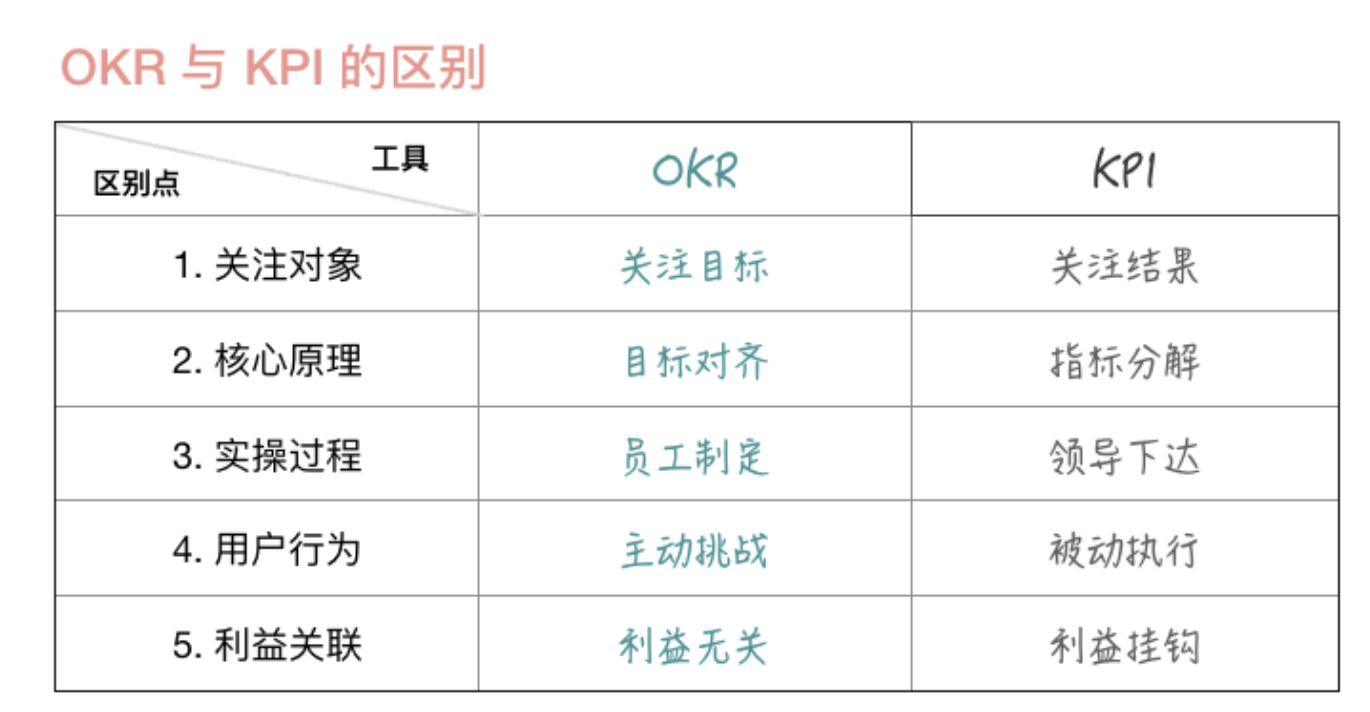 OKR 与 KPI 的区别
工具
区别点
OKR
KPI
1. 关注对象
关注目标
关注结果
2. 核心原理
目标对齐
指标分解
3. 实操过程
员工制定
领导下达
4. 用户行为
主动挑战
被动执行
5. 利益关联
利益无关
利益挂钩